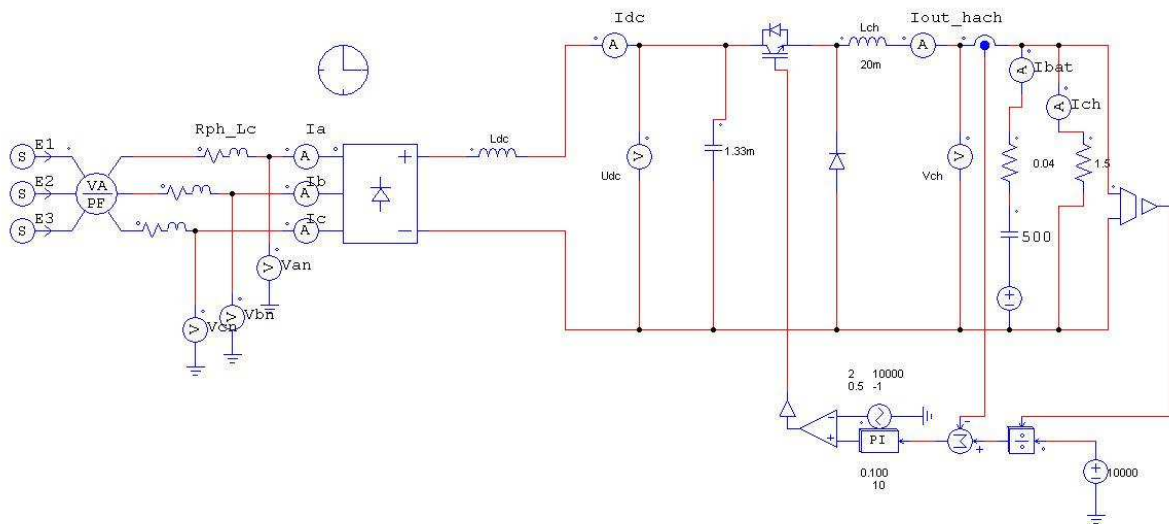 Idc
Lch
Iout_hach
20m
Ibat
Ich
E1
Rph_Lc
Ia
Ldc
E2
VA
PF
Ib
E3
Ic
Udc
1.33m
Vch
0.04
1.5
500
Van
Vbn
Vcn
2 10000
0.5 -1
PI
0.100
10
10000